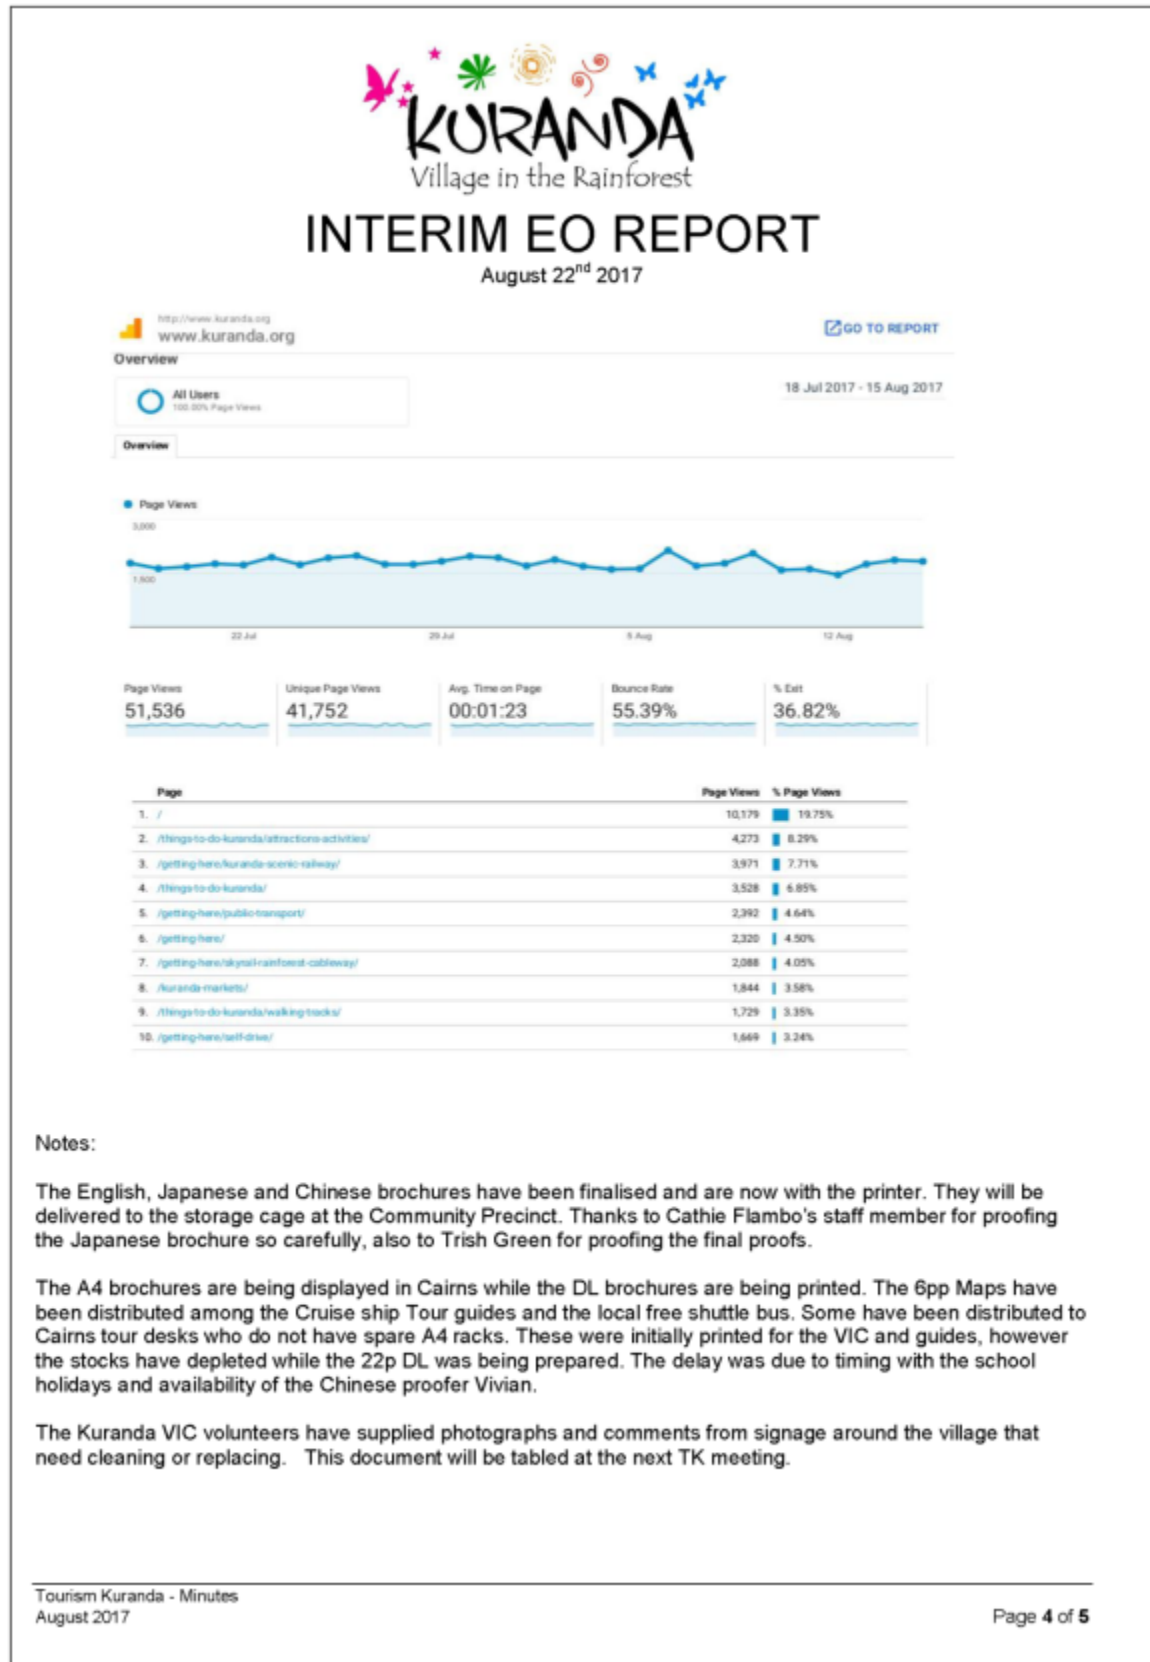 KURANDA
Village in the Rainforest
INTERIM EO REPORT
August 22nd 2017
http://www.kuranda.org
www.kuranda.org
GO TO REPORT
Overview
All Users
100.00% Page Views
18 Jul 2017 - 15 Aug 2017
Overview
Page Views
3,000
1,500
22 Jul 29 Jul 5 Aug 12 Aug
Page Views Unique Page Views Avg. Time on Page Bounce Rate % Exit
51,536 41,752 00:01:23 55.39% 36.82%
Page Page Views % Page Views
1. / 10,179 19.75%
2. /things-to-do-kuranda/attractions-activities/ 4,273 8.29%
3. /getting-here/kuranda-scenic-railway/ 3,971 7.71%
4. /things-to-do-kuranda/ 3,528 6.85%
5. /getting-here/public-transport/ 2,392 4.64%
6. /getting-here/ 2,320 4.50%
7. /getting-here/skyrail-rainforest-cableway/ 2,088 4.05%
8. /kuranda-markets/ 1,844 3.58%
9. /things-to-do-kuranda/walking-tracks/ 1,729 3.35%
10. /getting-here/self-drive/ 1,669 3.24%
Notes:
The English, Japanese and Chinese brochures have been finalised and are now with the printer. They will be
delivered to the storage cage at the Community Precinct. Thanks to Cathie Flambo's staff member for proofing
the Japanese brochure so carefully, also to Trish Green for proofing the final proofs.
The A4 brochures are being displayed in Cairns while the DL brochures are being printed. The 6pp Maps have
been distributed among the Cruise ship Tour guides and the local free shuttle bus. Some have been distributed to
Cairns tour desks who do not have spare A4 racks. These were initially printed for the VIC and guides, however
the stocks have depleted while the 22p DL was being prepared. The delay was due to timing with the school
holidays and availability of the Chinese proofer Vivian.
The Kuranda VIC volunteers have supplied photographs and comments from signage around the village that
need cleaning or replacing. This document will be tabled at the next TK meeting.
Tourism Kuranda - Minutes
August 2017
Page 4 of 5